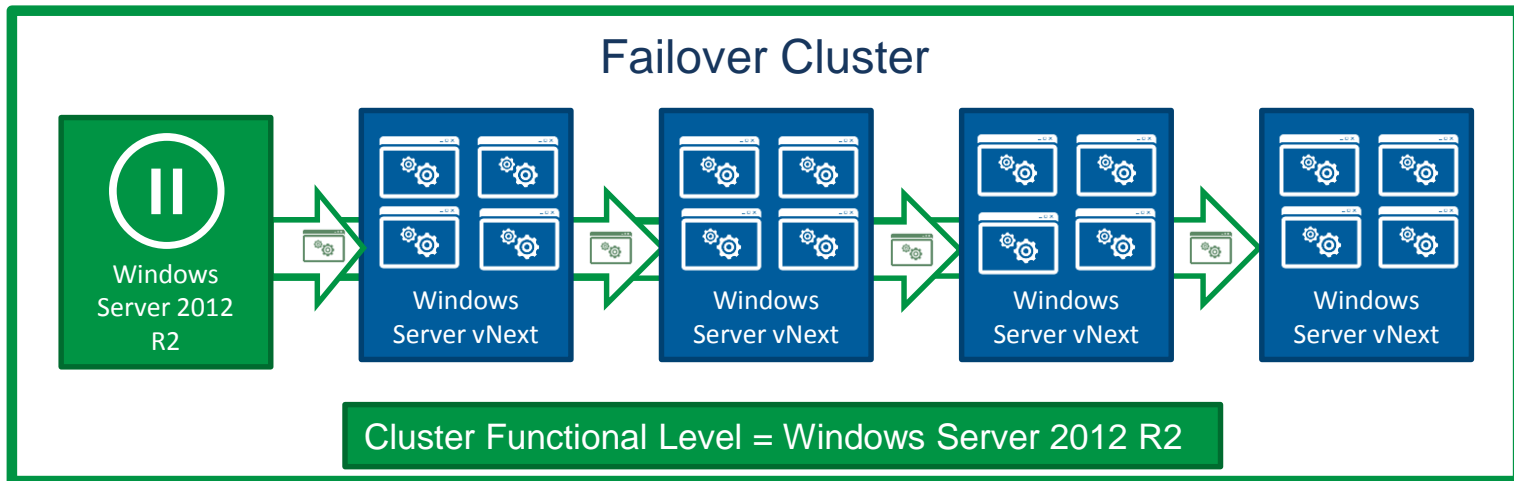 Failover Cluster
Windows
Server 2012
R2
Windows
Server vNext
Windows
Server vNext
Windows
Server vNext
Windows
Server vNext
Cluster Functional Level = Windows Server 2012 R2